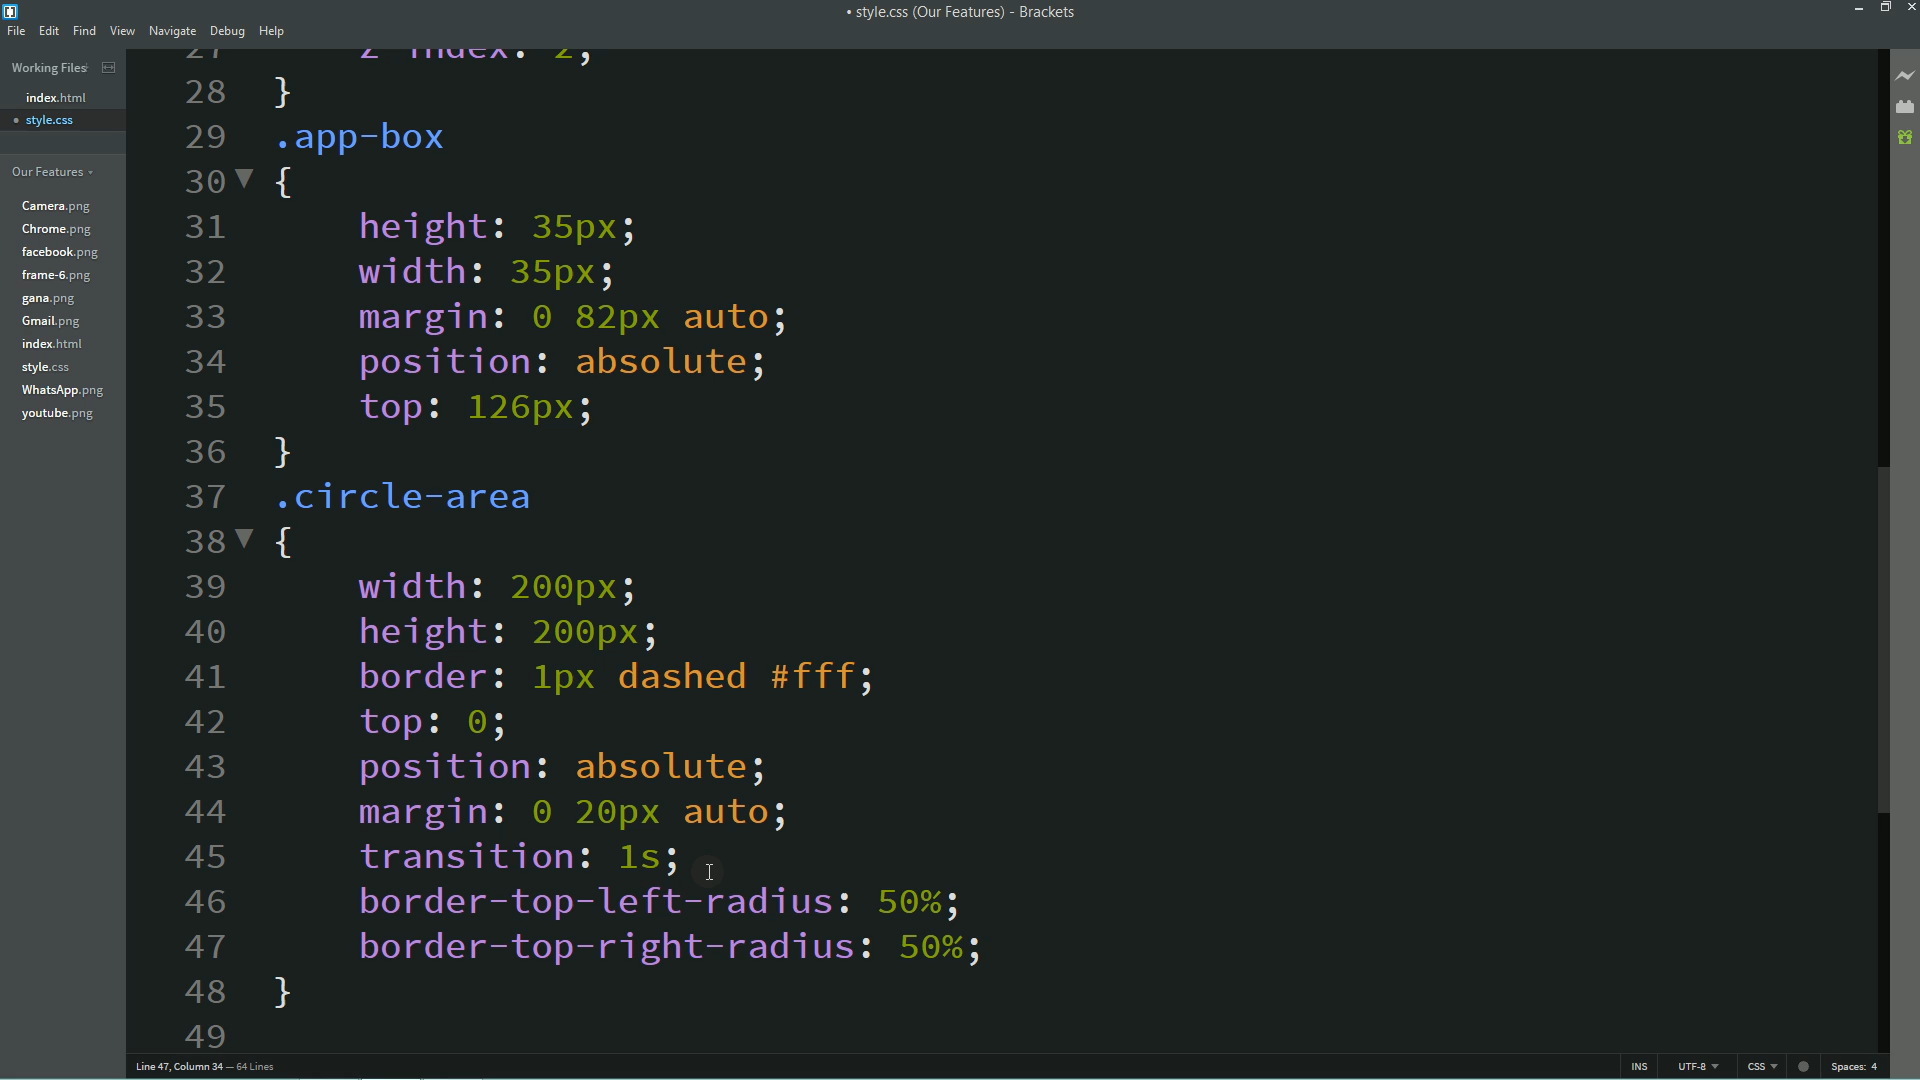 • style.css (Our Features) - Brackets
File Edit Find View Navigate Debug Help
Working Files
index.html
• style.css
Our Features
Camera.png
Chrome.png
facebook.png
frame-6.png
gana.png
Gmail.png
index.html
style.css
WhatsApp.png
youtube.png
27 z-index: 2;
28 }
29 .app-box
30 {
31 height: 35px;
32 width: 35px;
33 margin: 0 82px auto;
34 position: absolute;
35 top: 126px;
36 }
37 .circle-area
38 {
39 width: 200px;
40 height: 200px;
41 border: 1px dashed #fff;
42 top: 0;
43 position: absolute;
44 margin: 0 20px auto;
45 transition: 1s;
46 border-top-left-radius: 50%;
47 border-top-right-radius: 50%;
48 }
49
Line 47, Column 34 — 64 Lines
INS UTF-8 CSS Spaces: 4